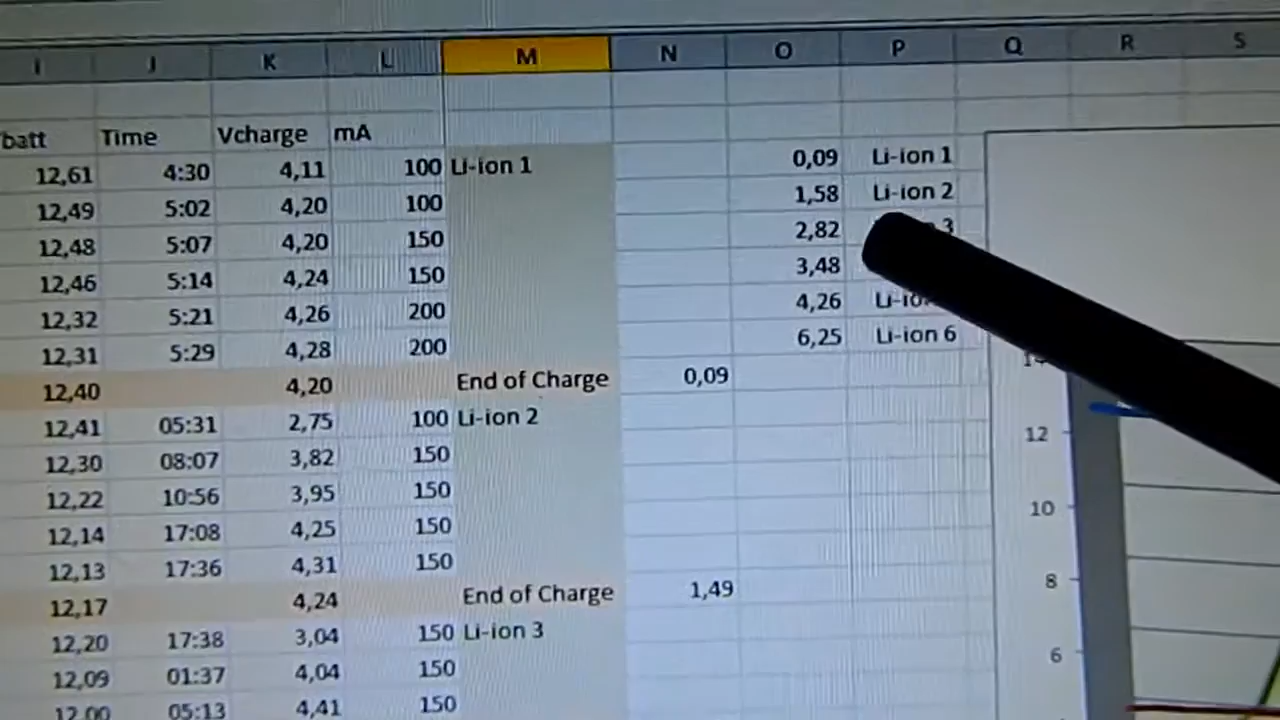 I J K L M N O P Q R S
batt Time Vcharge mA
12,61 4:30 4,11 100 Li-ion 1 0,09 Li-ion 1
12,49 5:02 4,20 100 1,58 Li-ion 2
12,48 5:07 4,20 150 2,82 3
12,46 5:14 4,24 150 3,48
12,32 5:21 4,26 200 4,26
12,31 5:29 4,28 200 6,25 Li-ion 6
12,40 4,20 End of Charge 0,09
12,41 05:31 2,75 100 Li-ion 2 12
12,30 08:07 3,82 150
12,22 10:56 3,95 150 10
12,14 17:08 4,25 150
12,13 17:36 4,31 150 8
12,17 4,24 End of Charge 1,49
12,20 17:38 3,04 150 Li-ion 3 6
12,09 01:37 4,04 150
12,00 05:13 4,41 150